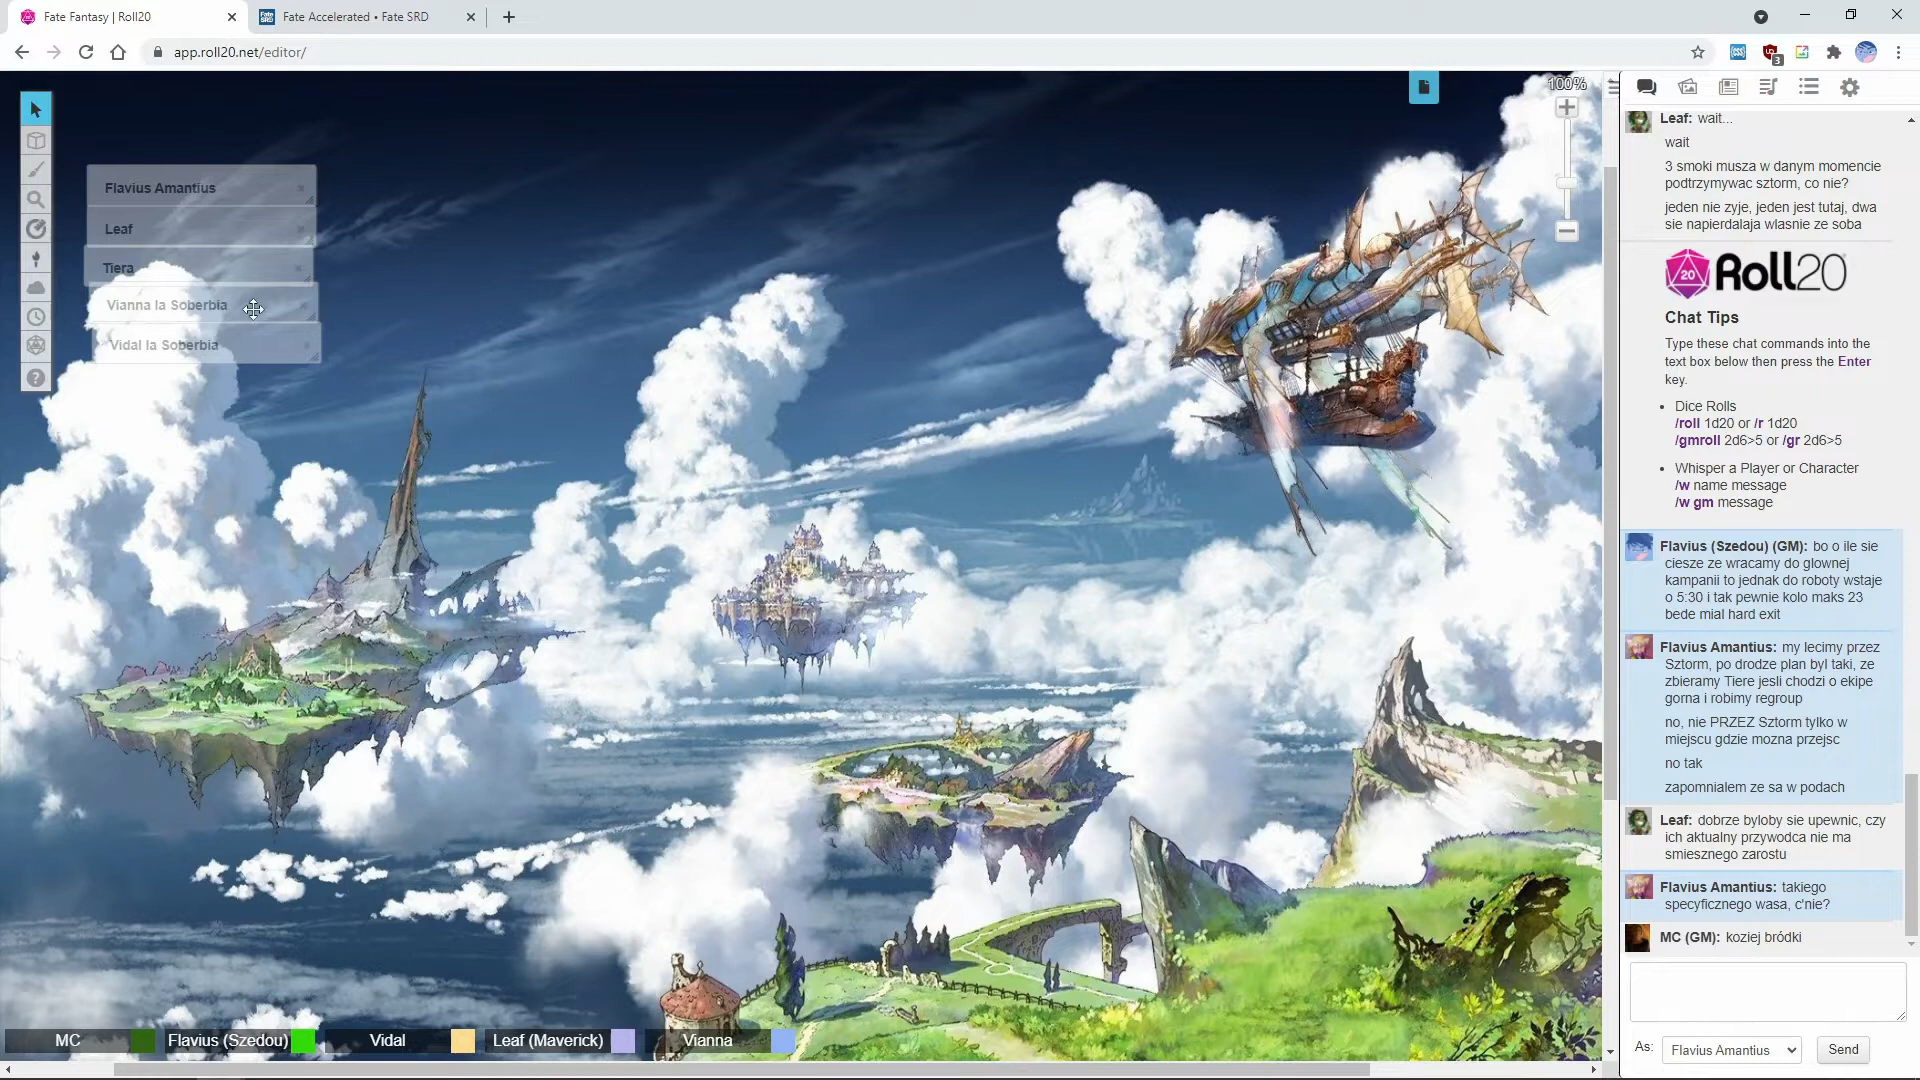 Fate Fantasy | Roll20
Fate SRD
Fate Accelerated • Fate SRD
app.roll20.net/editor/
3
100%
Flavius Amantius
Leaf
Tiera
Vianna la Soberbia
Vidal la Soberbia
Leaf: wait...
wait
3 smoki musza w danym momencie
podtrzymywac sztorm, co nie?
jeden nie zyje, jeden jest tutaj, dwa
sie napierdalaja wlasnie ze soba
20 Roll20
Chat Tips
Type these chat commands into the
text box below then press the Enter
key.
• Dice Rolls
/roll 1d20 or /r 1d20
/gmroll 2d6>5 or /gr 2d6>5
• Whisper a Player or Character
/w name message
/w gm message
Flavius (Szedou) (GM): bo o ile sie
ciesze ze wracamy do glownej
kampanii to jednak do roboty wstaje
o 5:30 i tak pewnie kolo maks 23
bede mial hard exit
Flavius Amantius: my lecimy przez
Sztorm, po drodze plan byl taki, ze
zbieramy Tiere jesli chodzi o ekipe
gorna i robimy regroup
no, nie PRZEZ Sztorm tylko w
miejscu gdzie mozna przejsc
no tak
zapomnialem ze sa w podach
Leaf: dobrze byloby sie upewnic, czy
ich aktualny przywodca nie ma
smiesznego zarostu
Flavius Amantius: takiego
specyficznego wasa, c'nie?
MC (GM): koziej bródki
MC
Flavius (Szedou)
Vidal
Leaf (Maverick)
Vianna
As:
Flavius Amantius
Send